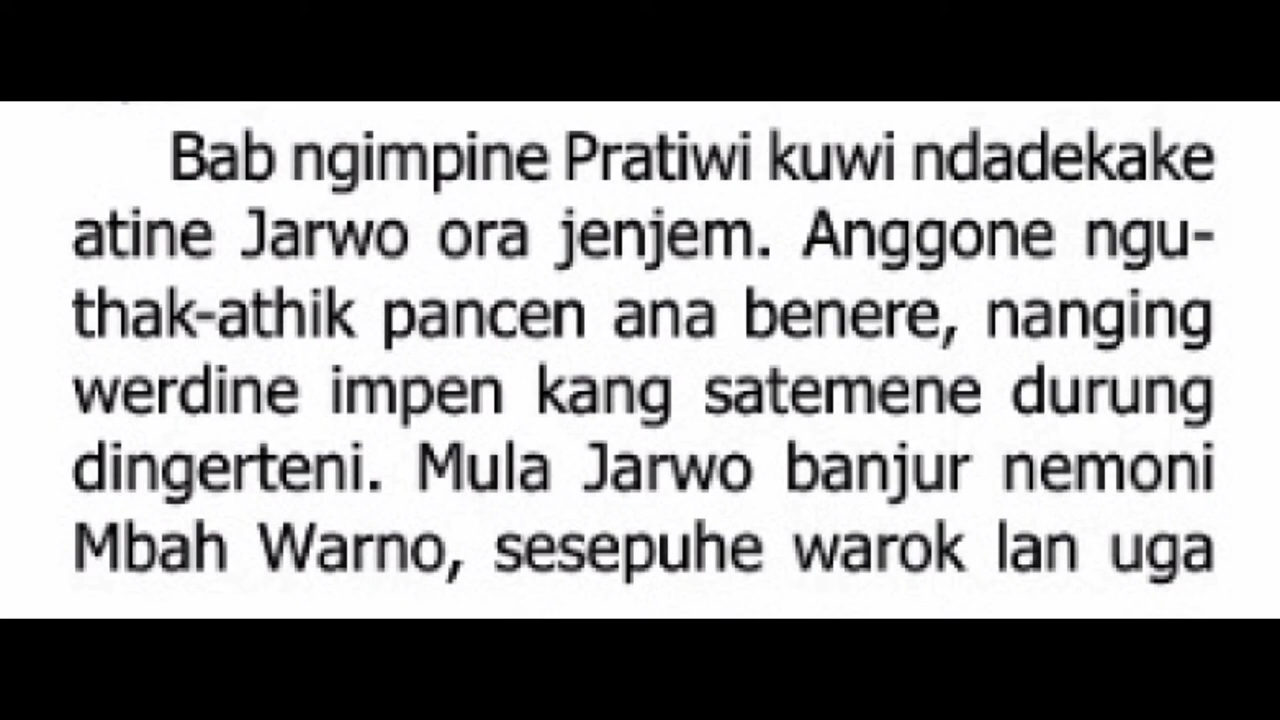 Bab ngimpine Pratiwi kuwi ndadekake
atine Jarwo ora jenjem. Anggone ngu-
thak-athik pancen ana benere, nanging
werdine impen kang satemene durung
dingerteni. Mula Jarwo banjur nemoni
Mbah Warno, sesepuhe warok lan uga